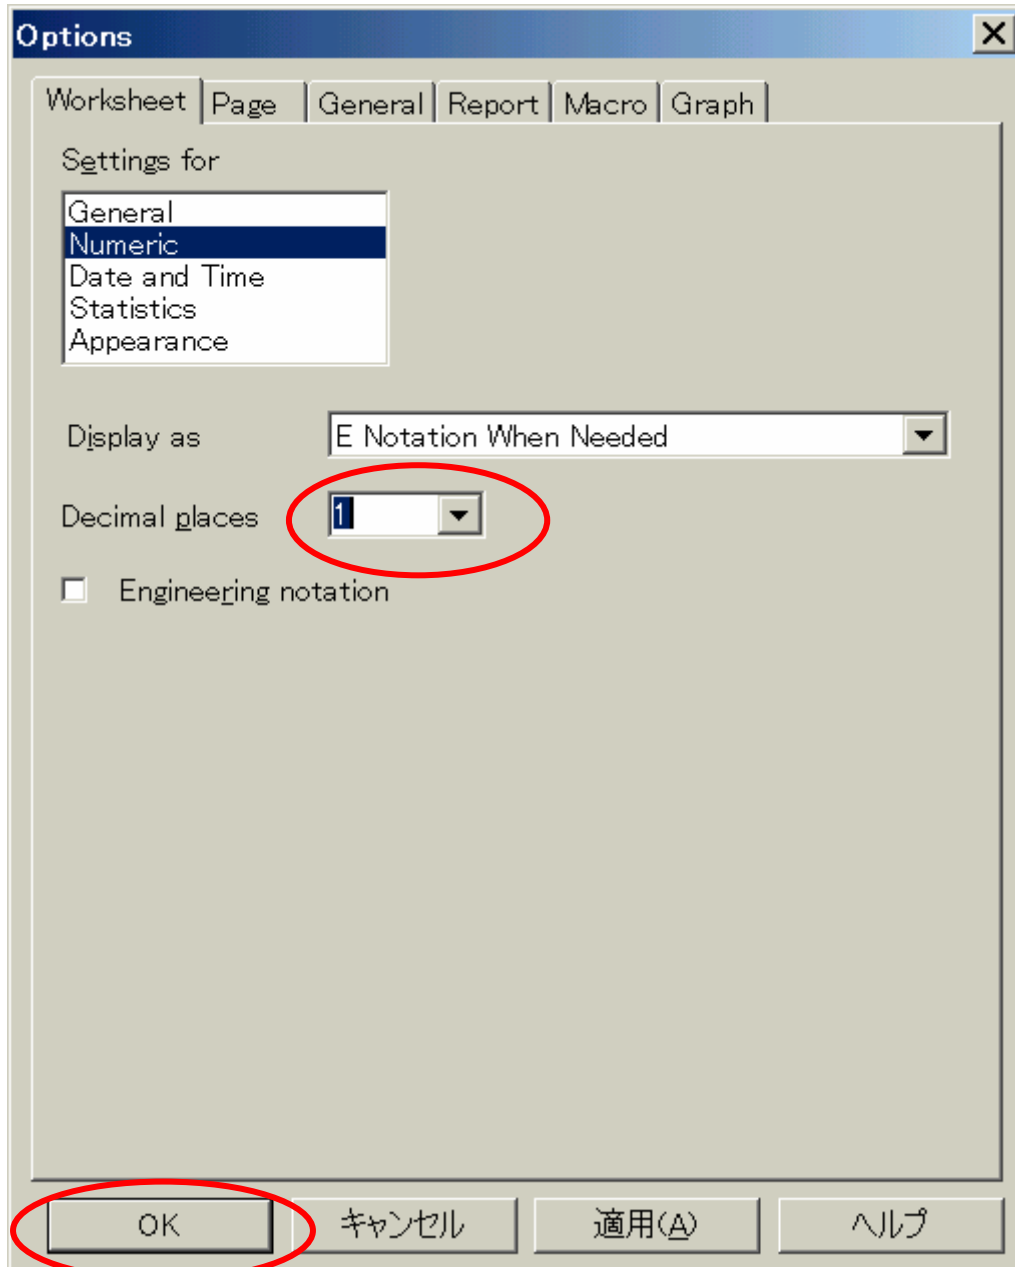 Options
Worksheet Page General Report Macro Graph
Settings for
General
Numeric
Date and Time
Statistics
Appearance
Display as E Notation When Needed
Decimal places 1
Engineering notation
OK キャンセル 適用(A) ヘルプ